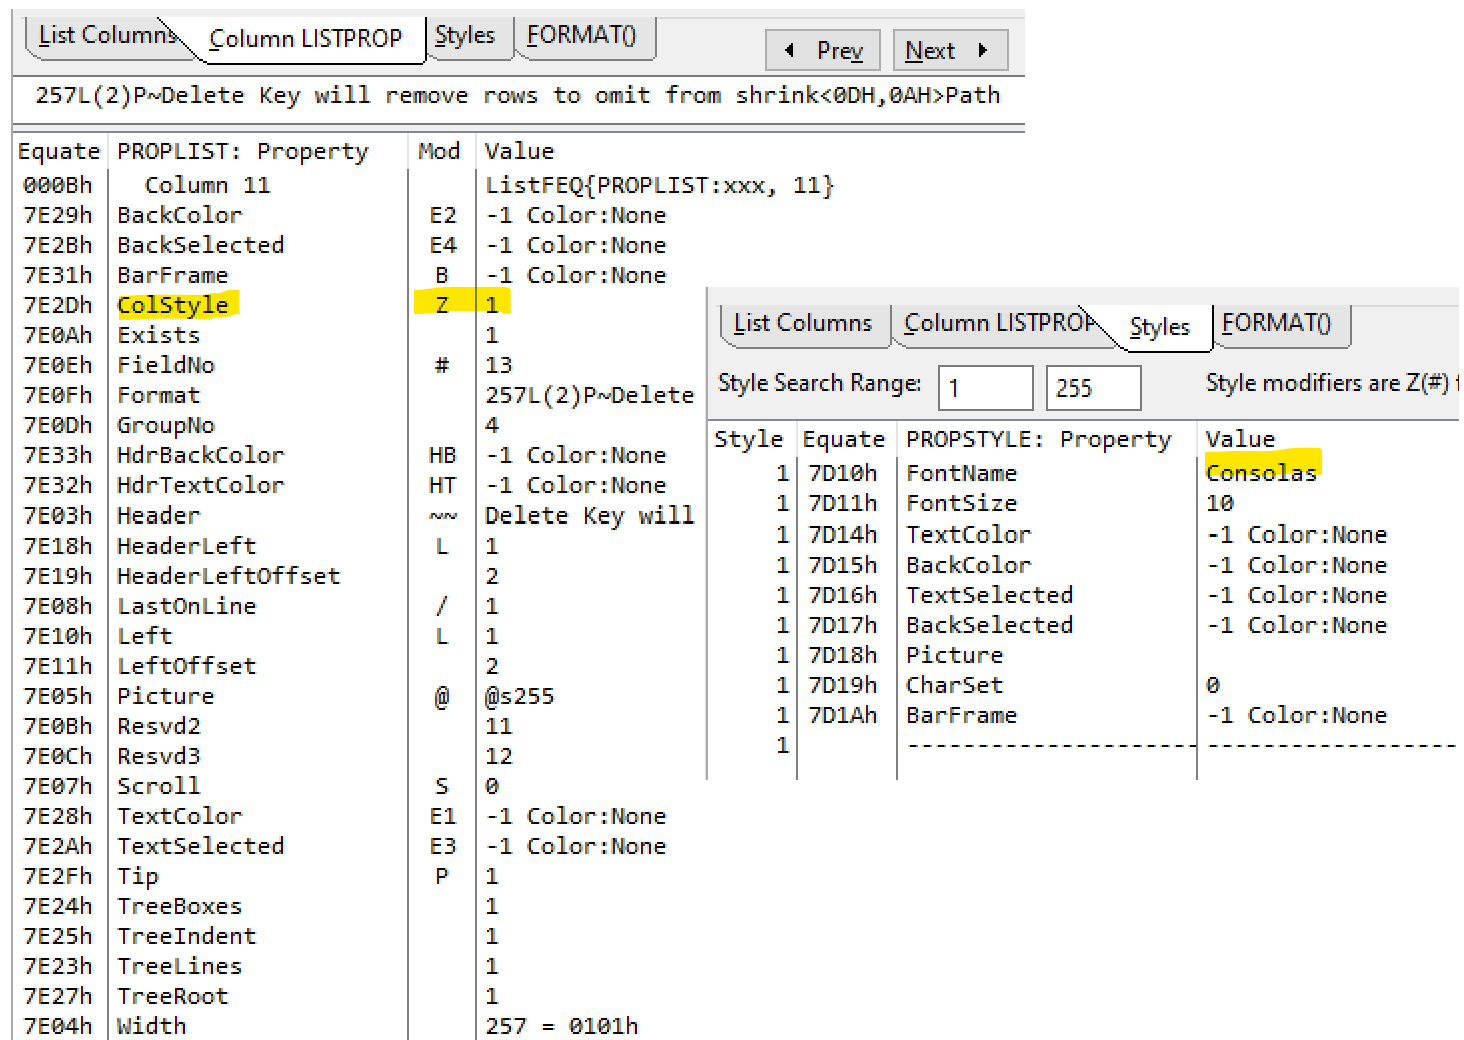 List Columns Column LISTPROP Styles FORMAT() Prev Next
257L(2)P~Delete Key will remove rows to omit from shrink<0DH,0AH>Path
Equate PROPLIST: Property Mod Value
000Bh Column 11 ListFEQ{PROPLIST:xxx, 11}
7E29h BackColor E2 -1 Color:None
7E2Bh BackSelected E4 -1 Color:None
7E31h BarFrame B -1 Color:None
7E2Dh ColStyle Z 1
7E0Ah Exists 1
7E0Eh FieldNo # 13
7E0Fh Format 257L(2)P~Delete
7E0Dh GroupNo 4
7E33h HdrBackColor HB -1 Color:None
7E32h HdrTextColor HT -1 Color:None
7E03h Header ~~ Delete Key will
7E18h HeaderLeft L 1
7E19h HeaderLeftOffset 2
7E08h LastOnLine / 1
7E10h Left L 1
7E11h LeftOffset 2
7E05h Picture @ @s255
7E0Bh Resvd2 11
7E0Ch Resvd3 12
7E07h Scroll S 0
7E28h TextColor E1 -1 Color:None
7E2Ah TextSelected E3 -1 Color:None
7E2Fh Tip P 1
7E24h TreeBoxes 1
7E25h TreeIndent 1
7E23h TreeLines 1
7E27h TreeRoot 1
7E04h Width 257 = 0101h
List Columns Column LISTPROP Styles FORMAT()
Style Search Range: 1 255 Style modifiers are Z(#)
Style Equate PROPSTYLE: Property Value
1 7D10h FontName Consolas
1 7D11h FontSize 10
1 7D14h TextColor -1 Color:None
1 7D15h BackColor -1 Color:None
1 7D16h TextSelected -1 Color:None
1 7D17h BackSelected -1 Color:None
1 7D18h Picture
1 7D19h CharSet 0
1 7D1Ah BarFrame -1 Color:None
1 --------------------- ------------------